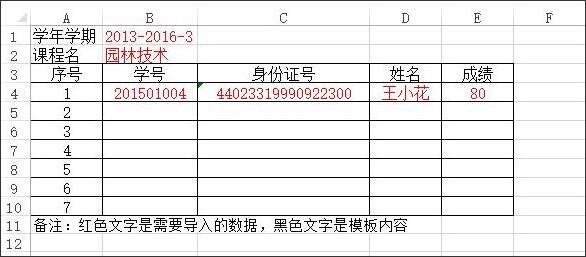 A B C D E F
1 学年学期 2013-2016-3
2 课程名 园林技术
3 序号 学号 身份证号 姓名 成绩
4 1 201501004 44023319990922300 王小花 80
5 2
6 3
7 4
8 5
9 6
10 7
11 备注：红色文字是需要导入的数据，黑色文字是模板内容
12